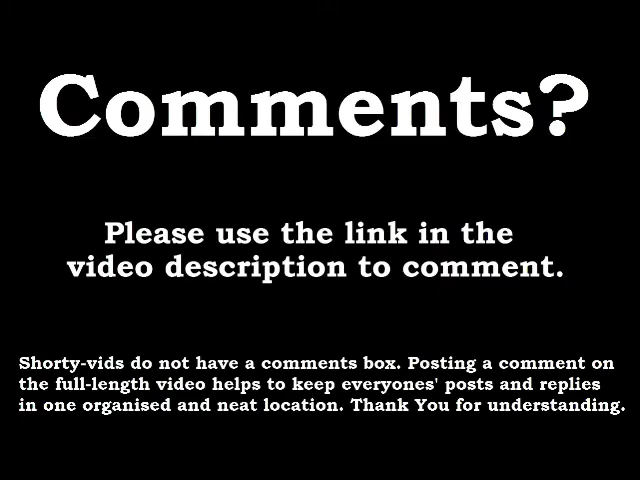 Comments?
Please use the link in the
video description to comment.
Shorty-vids do not have a comments box. Posting a comment on
the full-length video helps to keep everyones' posts and replies
in one organised and neat location. Thank You for understanding.